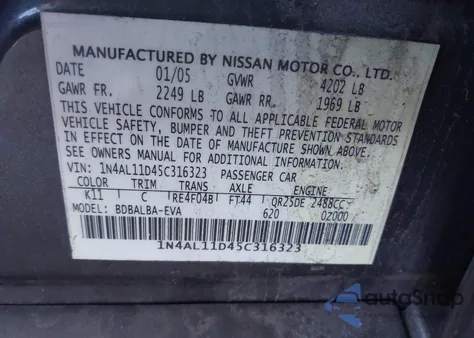 MANUFACTURED BY NISSAN MOTOR CO., LTD.
DATE 01/05 GVWR 4202 LB
GAWR FR. 2249 LB GAWR RR. 1969 LB
THIS VEHICLE CONFORMS TO ALL APPLICABLE FEDERAL MOTOR
VEHICLE SAFETY, BUMPER AND THEFT PREVENTION STANDARDS
IN EFFECT ON THE DATE OF MANUFACTURE SHOWN ABOVE.
SEE OWNERS MANUAL FOR ADDITIONAL INFORMATION.
VIN: 1N4AL11D45C316323 PASSENGER CAR
COLOR TRIM TRANS AXLE ENGINE
K11 C RE4F04B FT44 QR25DE 2488CC
MODEL: BDBALBA-EVA 620 0Z000
1N4AL11D45C316323
autoSnap